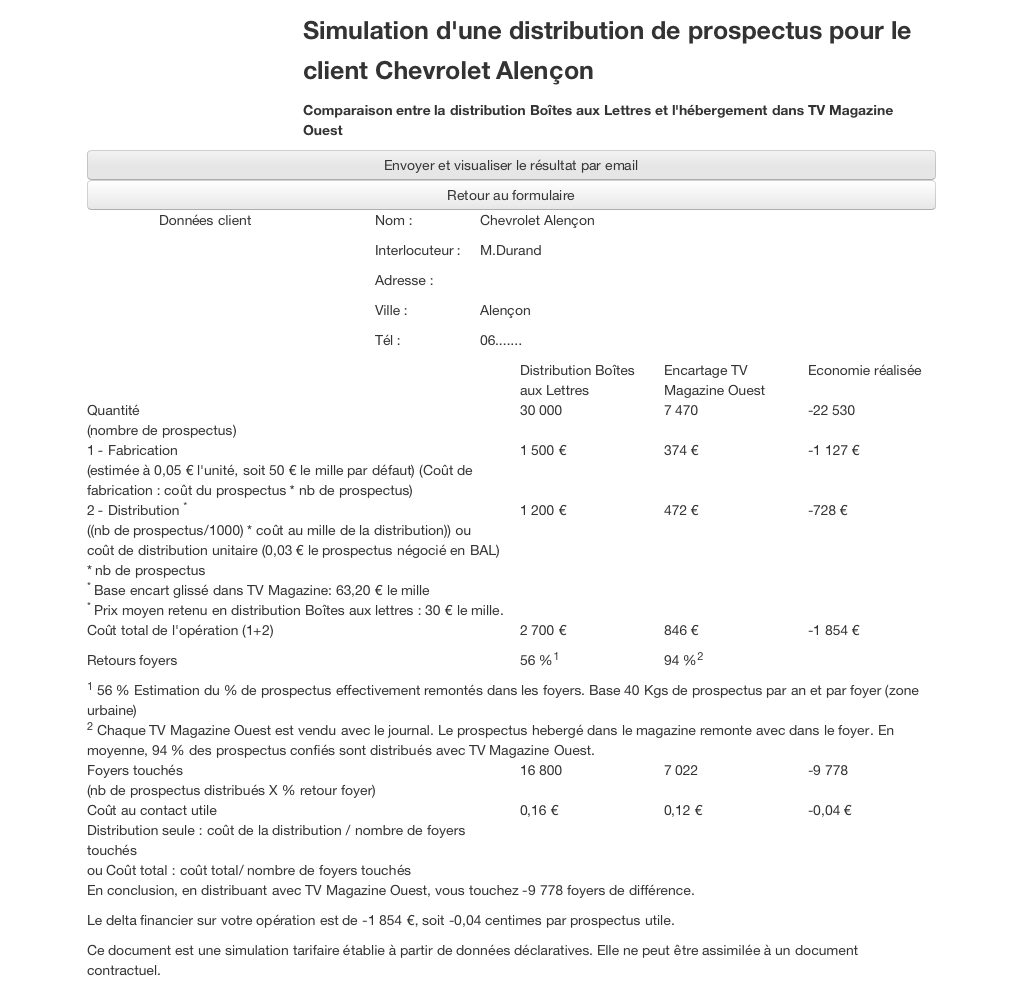 Simulation d'une distribution de prospectus pour le
client Chevrolet Alençon
Comparaison entre la distribution Boîtes aux Lettres et l'hébergement dans TV Magazine
Ouest
Envoyer et visualiser le résultat par email
Retour au formulaire
Données client Nom : Chevrolet Alençon
Interlocuteur : M.Durand
Adresse :
Ville : Alençon
Tél : 06.......
Distribution Boîtes Encartage TV Economie réalisée
aux Lettres Magazine Ouest
Quantité 30 000 7 470 -22 530
(nombre de prospectus)
1 - Fabrication 1 500 € 374 € -1 127 €
(estimée à 0,05 € l'unité, soit 50 € le mille par défaut) (Coût de
fabrication : coût du prospectus * nb de prospectus)
2 - Distribution * 1 200 € 472 € -728 €
((nb de prospectus/1000) * coût au mille de la distribution)) ou
coût de distribution unitaire (0,03 € le prospectus négocié en BAL)
* nb de prospectus
* Base encart glissé dans TV Magazine: 63,20 € le mille
* Prix moyen retenu en distribution Boîtes aux lettres : 30 € le mille.
Coût total de l'opération (1+2) 2 700 € 846 € -1 854 €
Retours foyers 56 %1 94 %2
1 56 % Estimation du % de prospectus effectivement remontés dans les foyers. Base 40 Kgs de prospectus par an et par foyer (zone
urbaine)
2 Chaque TV Magazine Ouest est vendu avec le journal. Le prospectus hebergé dans le magazine remonte avec dans le foyer. En
moyenne, 94 % des prospectus confiés sont distribués avec TV Magazine Ouest.
Foyers touchés 16 800 7 022 -9 778
(nb de prospectus distribués X % retour foyer)
Coût au contact utile 0,16 € 0,12 € -0,04 €
Distribution seule : coût de la distribution / nombre de foyers
touchés
ou Coût total : coût total/ nombre de foyers touchés
En conclusion, en distribuant avec TV Magazine Ouest, vous touchez -9 778 foyers de différence.
Le delta financier sur votre opération est de -1 854 €, soit -0,04 centimes par prospectus utile.
Ce document est une simulation tarifaire établie à partir de données déclaratives. Elle ne peut être assimilée à un document
contractuel.